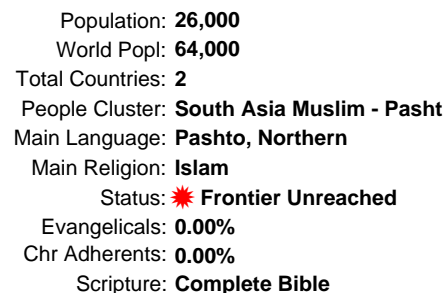 Population: 26,000
World Popl: 64,000
Total Countries: 2
People Cluster: South Asia Muslim - Pasht
Main Language: Pashto, Northern
Main Religion: Islam
Status: Frontier Unreached
Evangelicals: 0.00%
Chr Adherents: 0.00%
Scripture: Complete Bible